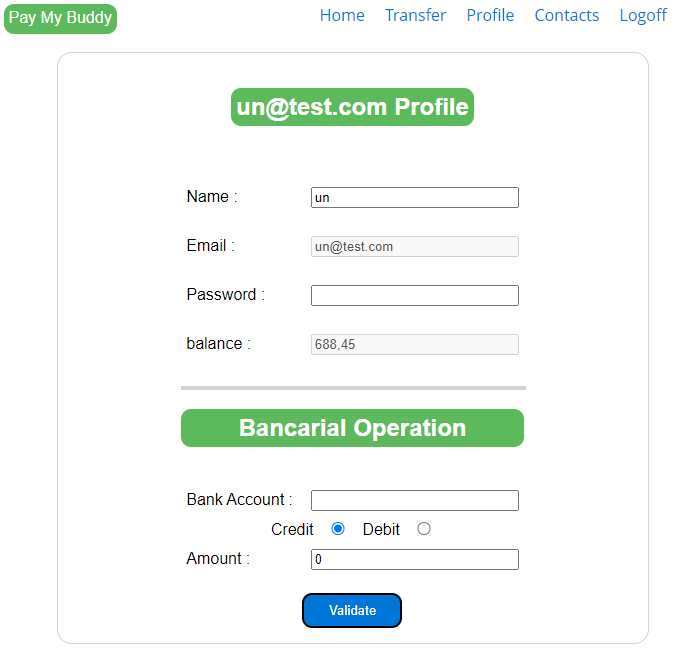 Pay My Buddy Home Transfer Profile Contacts Logoff
un@test.com Profile
Name : un
Email : un@test.com
Password :
balance : 688,45
Bancarial Operation
Bank Account :
Credit Debit
Amount : 0
Validate